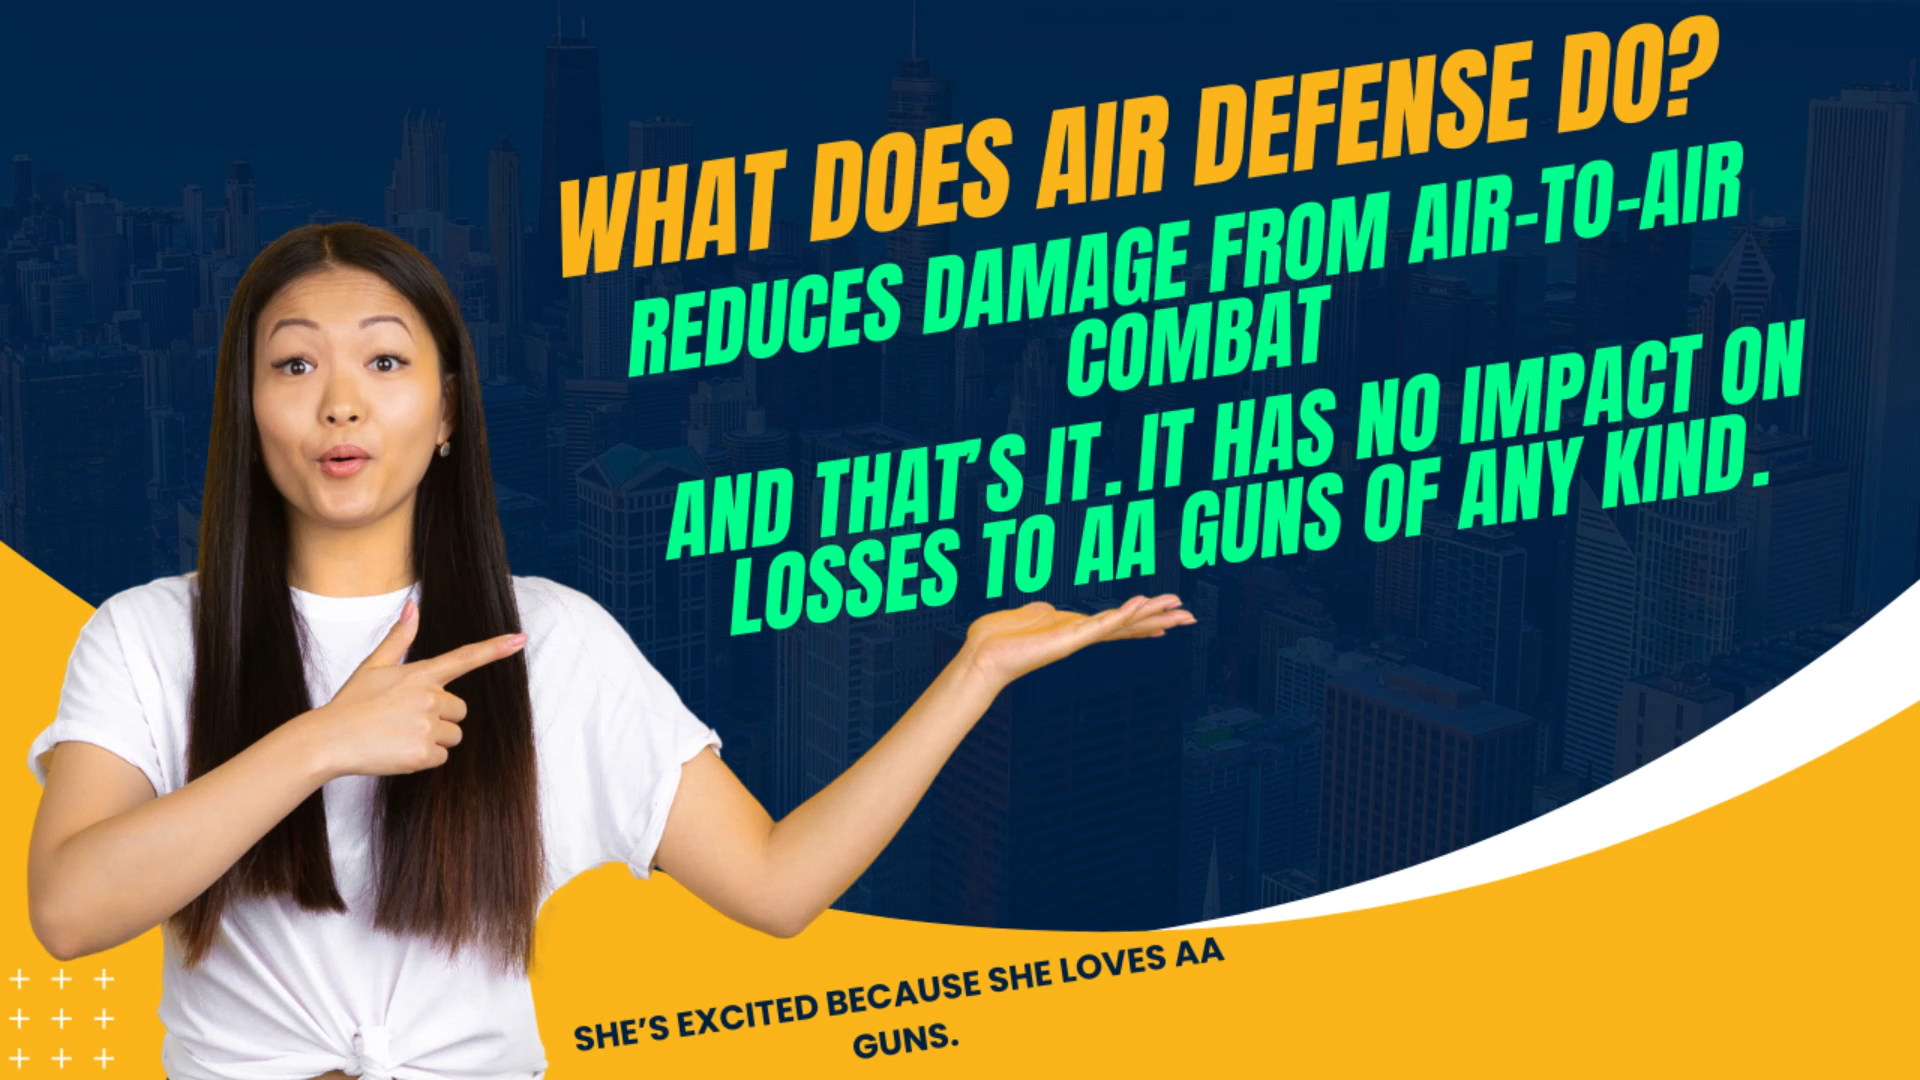 WHAT DOES AIR DEFENSE DO?
REDUCES DAMAGE FROM AIR-TO-AIR
COMBAT
AND THAT'S IT. IT HAS NO IMPACT ON
LOSSES TO AA GUNS OF ANY KIND.
SHE'S EXCITED BECAUSE SHE LOVES AA
GUNS.